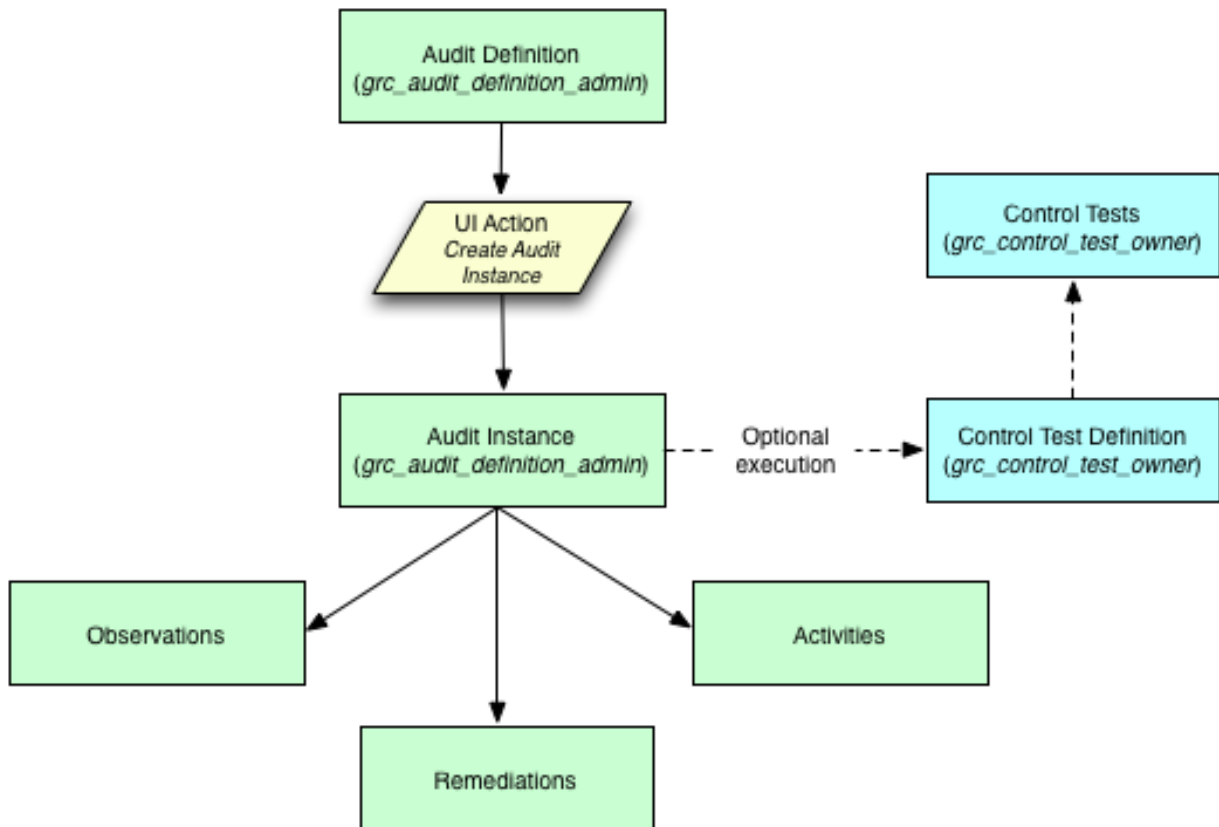 Audit Definition
(grc_audit_definition_admin)
UI Action
Create Audit
Instance
Control Tests
(grc_control_test_owner)
Audit Instance
(grc_audit_definition_admin)
Optional
execution
Control Test Definition
(grc_control_test_owner)
Observations
Activities
Remediations